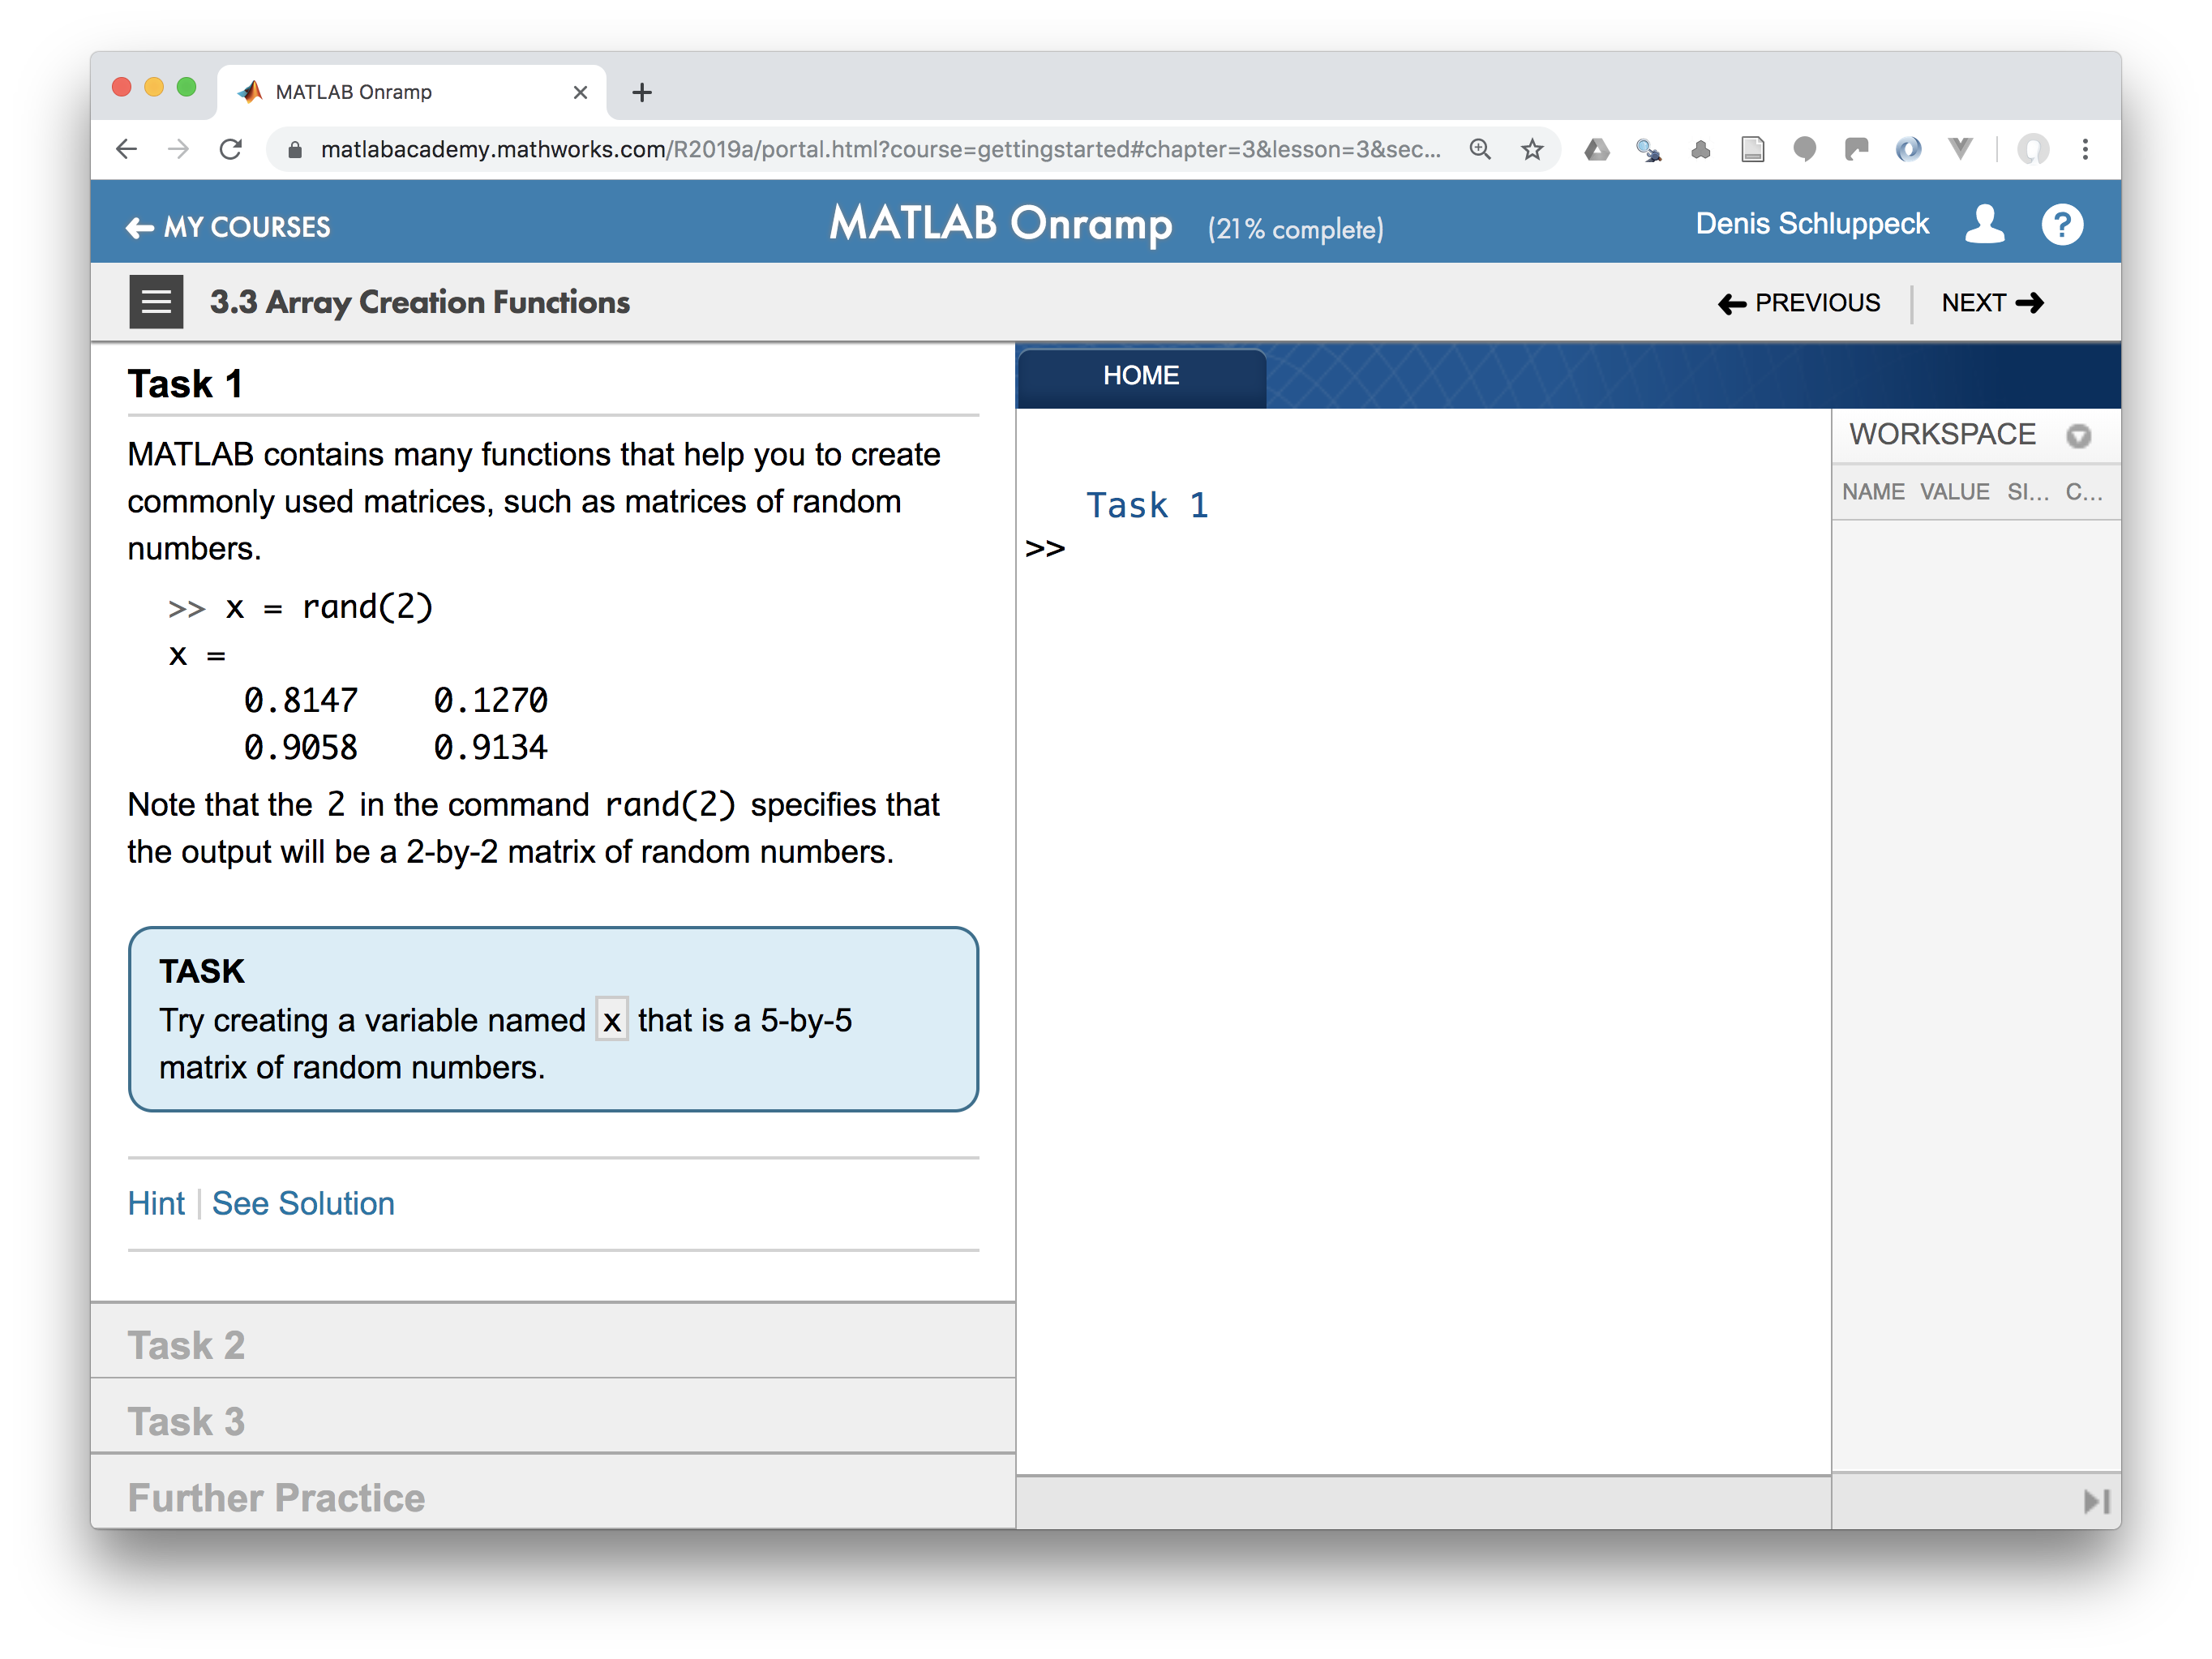 MATLAB Onramp
matlabacademy.mathworks.com/R2019a/portal.html?course=gettingstarted#chapter=3&lesson=3&sec...
MY COURSES
MATLAB Onramp (21% complete)
Denis Schluppeck
?
3.3 Array Creation Functions
PREVIOUS
NEXT
Task 1
MATLAB contains many functions that help you to create
commonly used matrices, such as matrices of random
numbers.
>> x = rand(2)
x =
0.8147 0.1270
0.9058 0.9134
Note that the 2 in the command rand(2) specifies that
the output will be a 2-by-2 matrix of random numbers.
TASK
Try creating a variable named x that is a 5-by-5
matrix of random numbers.
Hint | See Solution
Task 2
Task 3
Further Practice
HOME
Task 1
>>
WORKSPACE
NAME VALUE SI... C...